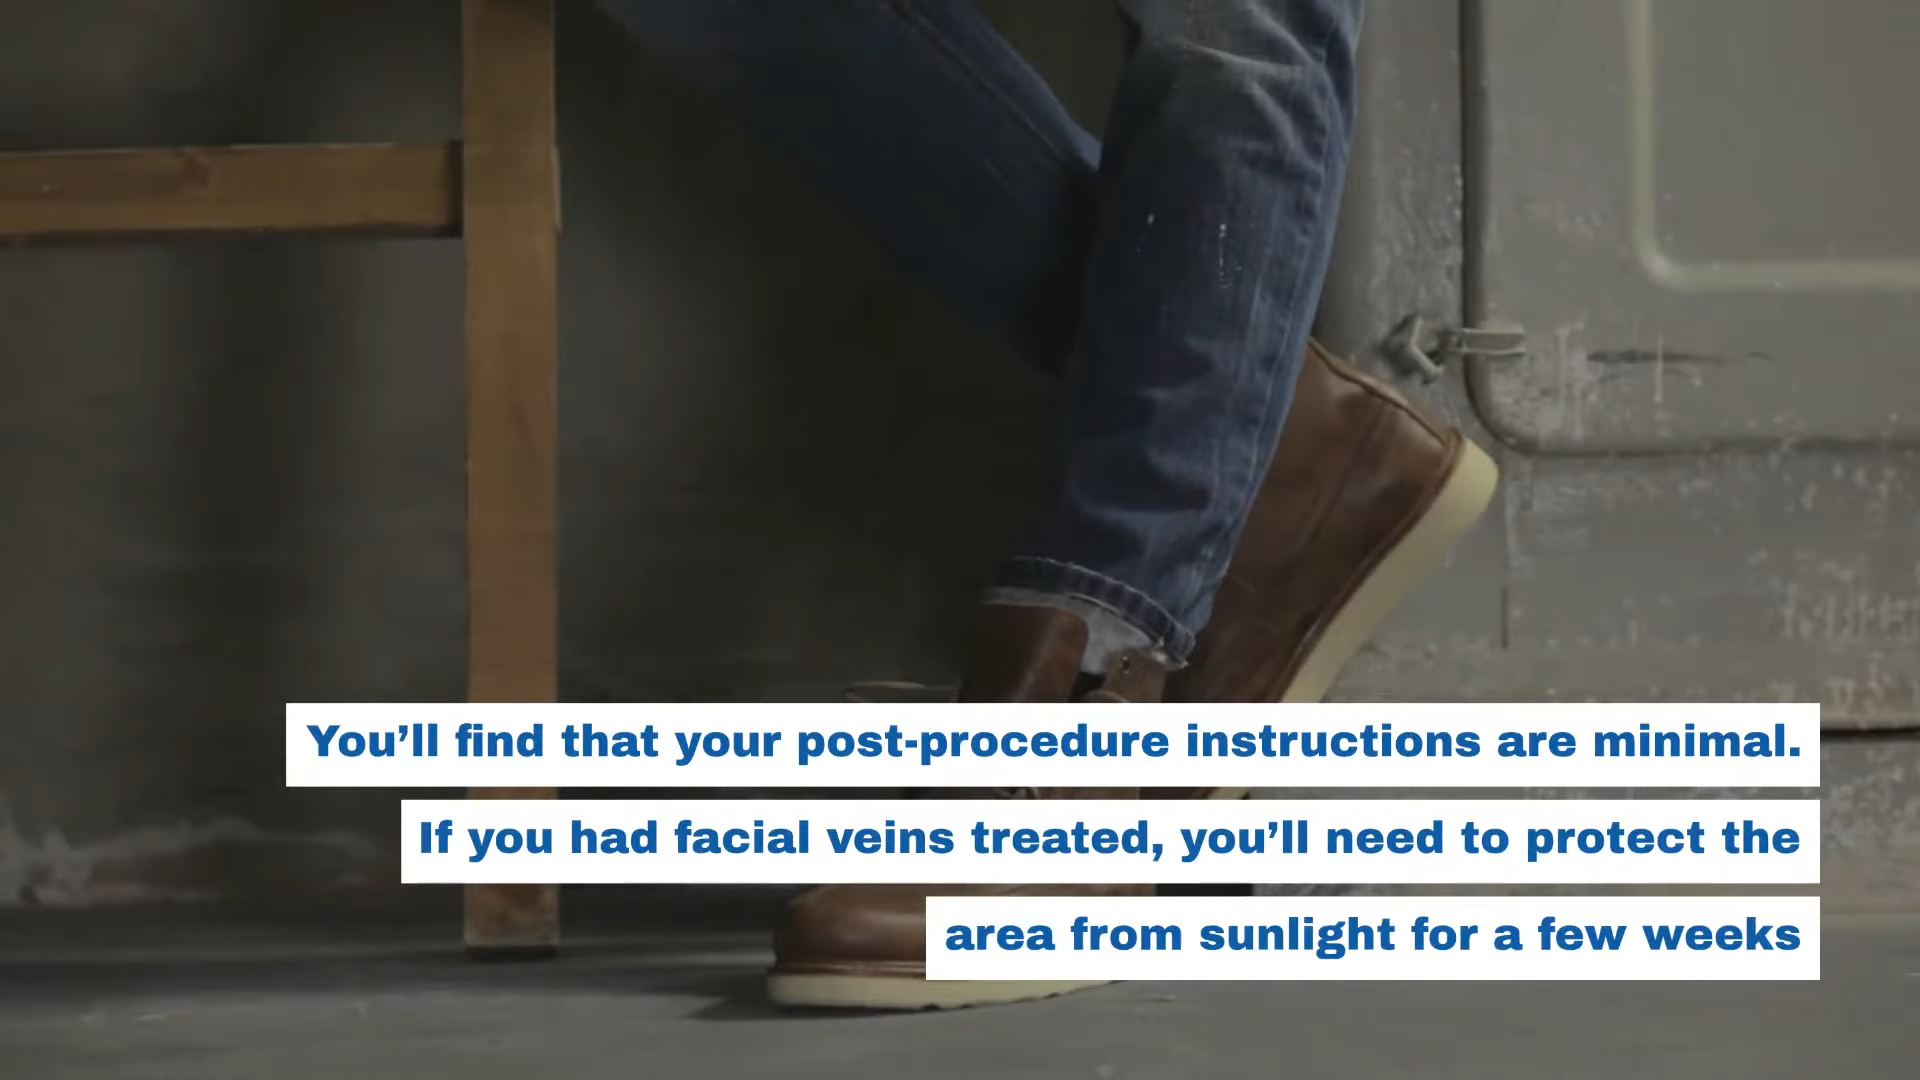 You’ll find that your post-procedure instructions are minimal.
If you had facial veins treated, you’ll need to protect the
area from sunlight for a few weeks